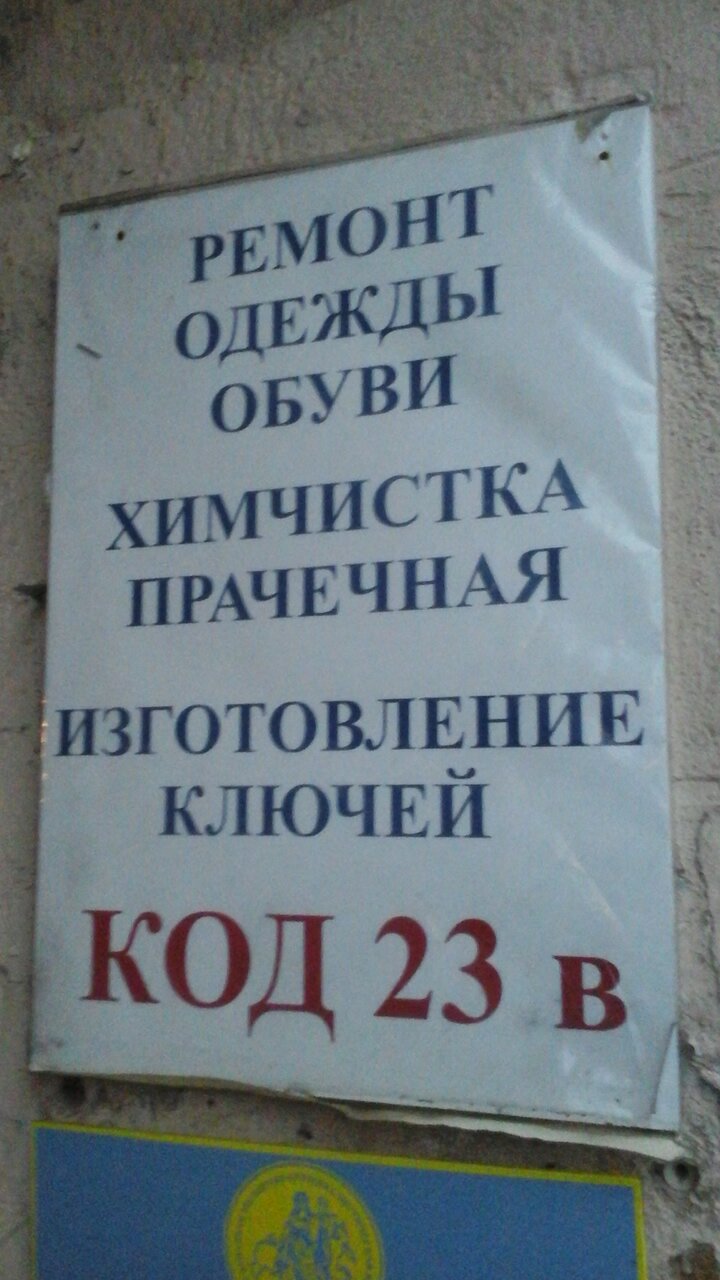 РЕМОНТ
ОДЕЖДЫ
ОБУВИ
ХИМЧИСТКА
ПРАЧЕЧНАЯ
ИЗГОТОВЛЕНИЕ
КЛЮЧЕЙ
КОД 23 в